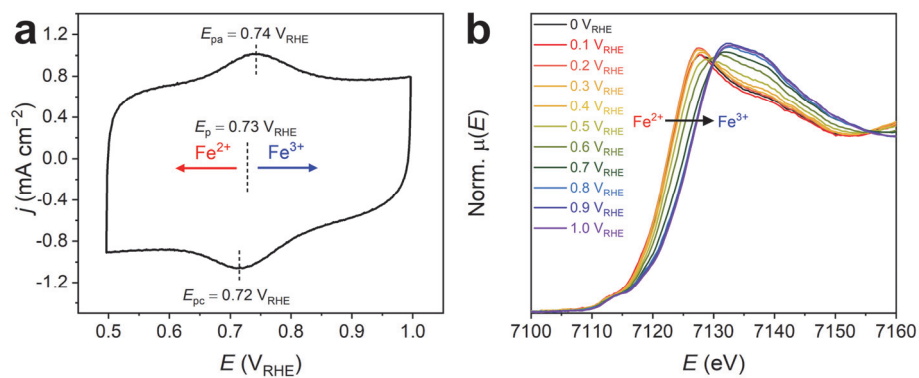 a
E_pa = 0.74 V_RHE
E_p = 0.73 V_RHE
Fe²⁺ Fe³⁺
E_pc = 0.72 V_RHE
j (mA cm⁻²)
1.2
0.8
0.4
0.0
-0.4
-0.8
-1.2
0.5 0.6 0.7 0.8 0.9 1.0
E (V_RHE)
b
0 V_RHE
0.1 V_RHE
0.2 V_RHE
0.3 V_RHE
0.4 V_RHE
0.5 V_RHE
0.6 V_RHE
0.7 V_RHE
0.8 V_RHE
0.9 V_RHE
1.0 V_RHE
Fe²⁺ Fe³⁺
Norm. μ(E)
7100 7110 7120 7130 7140 7150 7160
E (eV)